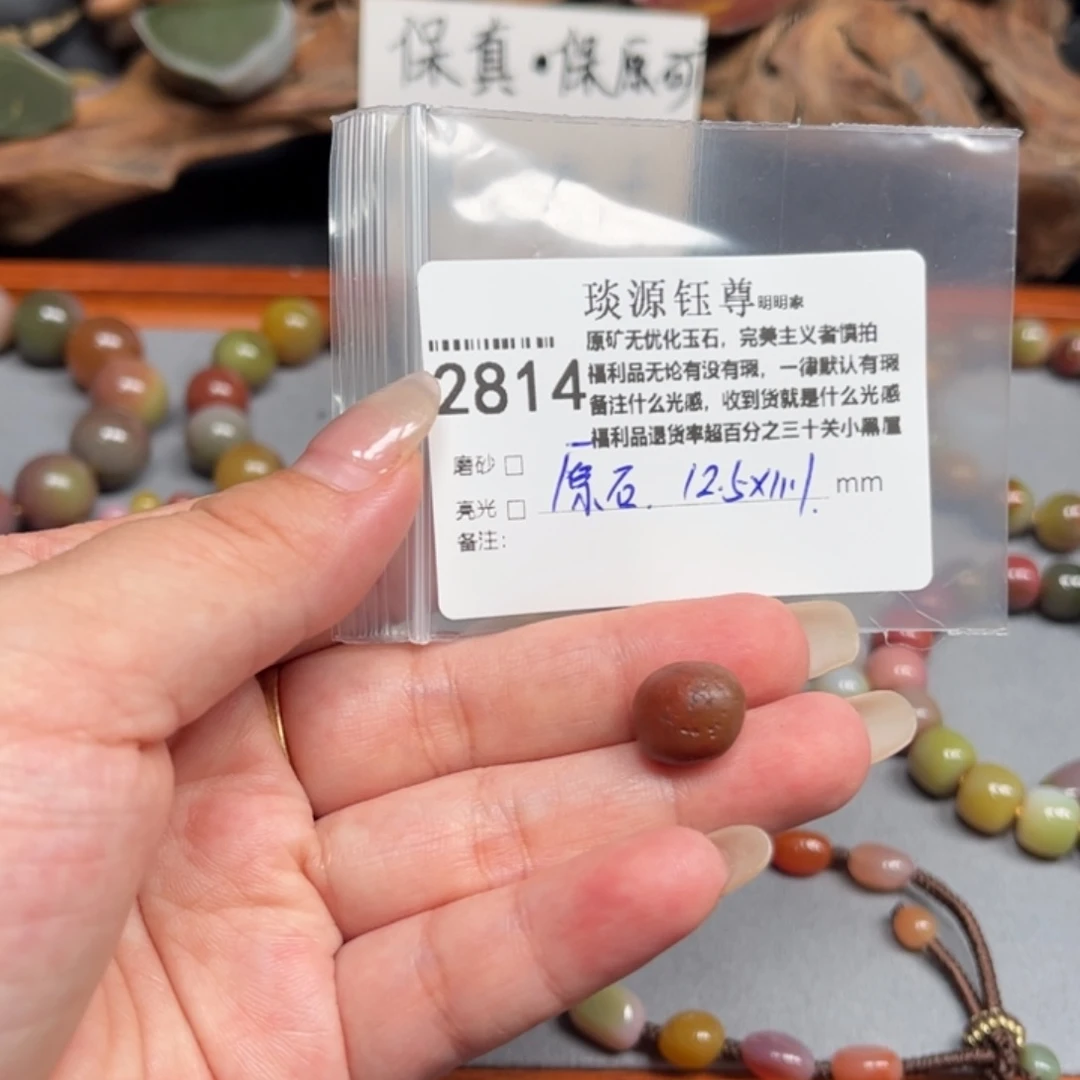 保真·保原矿
琰源钰尊明明家
原矿无优化玉石，完美主义者慎拍
2814
福利品无论有没有瑕，一律默认有瑕
备注什么光感，收到货就是什么光感
福利品退货率超百分之三十关小黑屋
磨砂□
亮光□ 原石. 12.5X11.1 mm
备注：